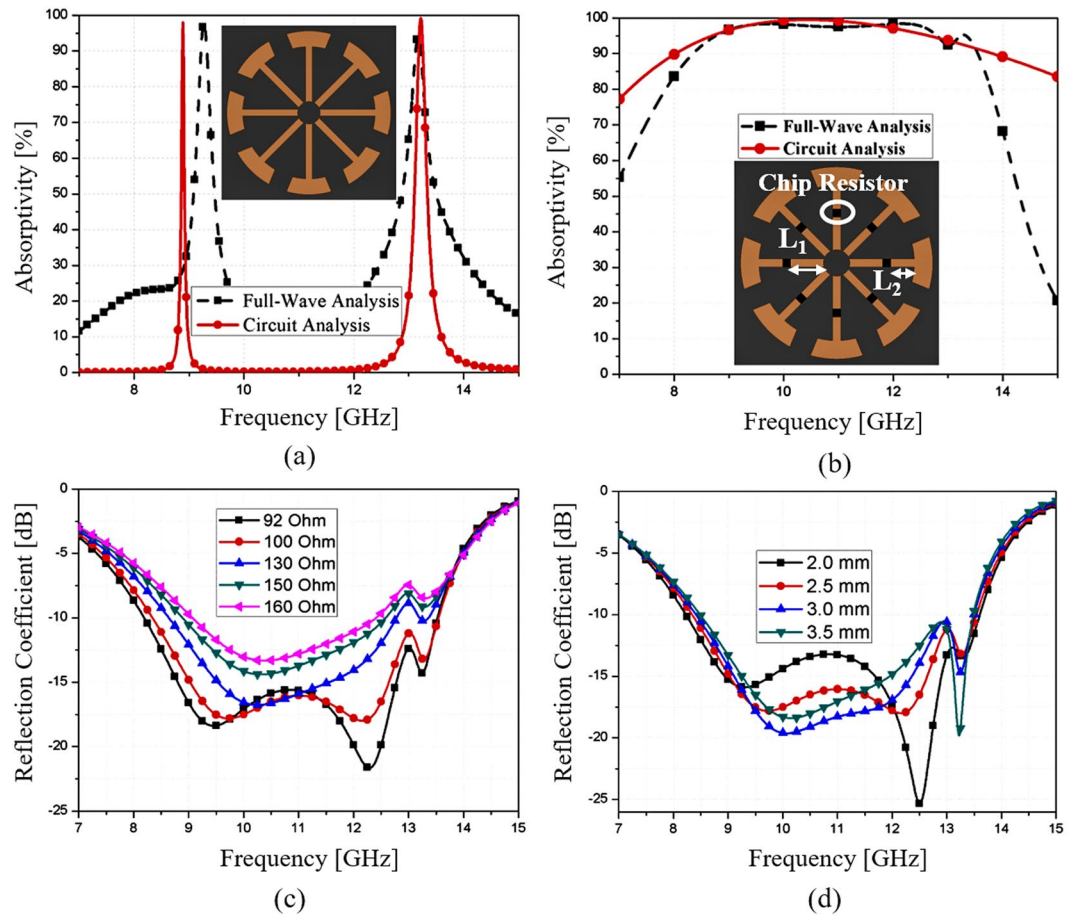 Absorptivity [%]
100
90
80
70
60
50
40
30
20
10
0
Full-Wave Analysis
Circuit Analysis
8
10
12
14
Frequency [GHz]
(a)
Absorptivity [%]
100
90
80
70
60
50
40
30
20
10
0
Full-Wave Analysis
Circuit Analysis
Chip Resistor
L1
L2
8
10
12
14
Frequency [GHz]
(b)
Reflection Coefficient [dB]
0
-5
-10
-15
-20
-25
92 Ohm
100 Ohm
130 Ohm
150 Ohm
160 Ohm
7
8
9
10
11
12
13
14
15
Frequency [GHz]
(c)
Reflection Coefficient [dB]
0
-5
-10
-15
-20
-25
2.0 mm
2.5 mm
3.0 mm
3.5 mm
7
8
9
10
11
12
13
14
15
Frequency [GHz]
(d)